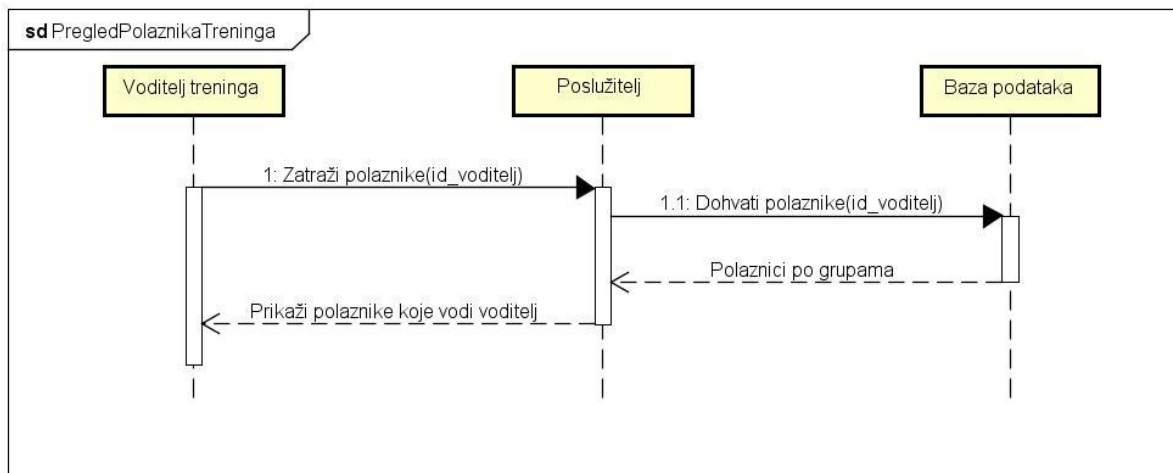 sd PregledPolaznikaTreninga
Voditelj treninga
Poslužitelj
Baza podataka
1: Zatraži polaznike(id_voditelj)
1.1: Dohvati polaznike(id_voditelj)
Polaznici po grupama
Prikaži polaznike koje vodi voditelj